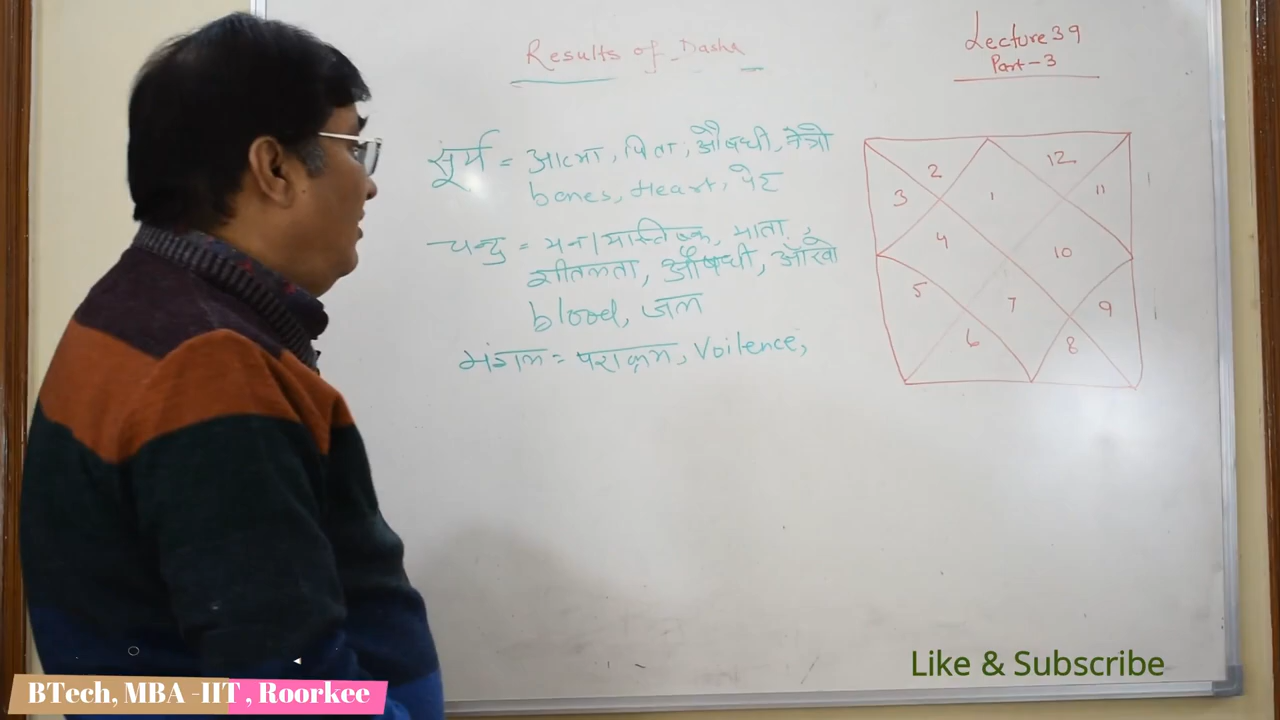 Results of Dasha
Lecture 39
Part-3
सूर्य = आत्मा, पिता, औषधी, नेत्रो
bones, Heart, पेट
चन्द्र = मन/मास्तिष्क, माता,
शीतलता, औषधी, आँखो
blood, जल
मंगल = पराक्रम, Voilence,
2
12
3
1
11
4
10
5
7
9
6
8
Like & Subscribe
BTech, MBA -IIT , Roorkee